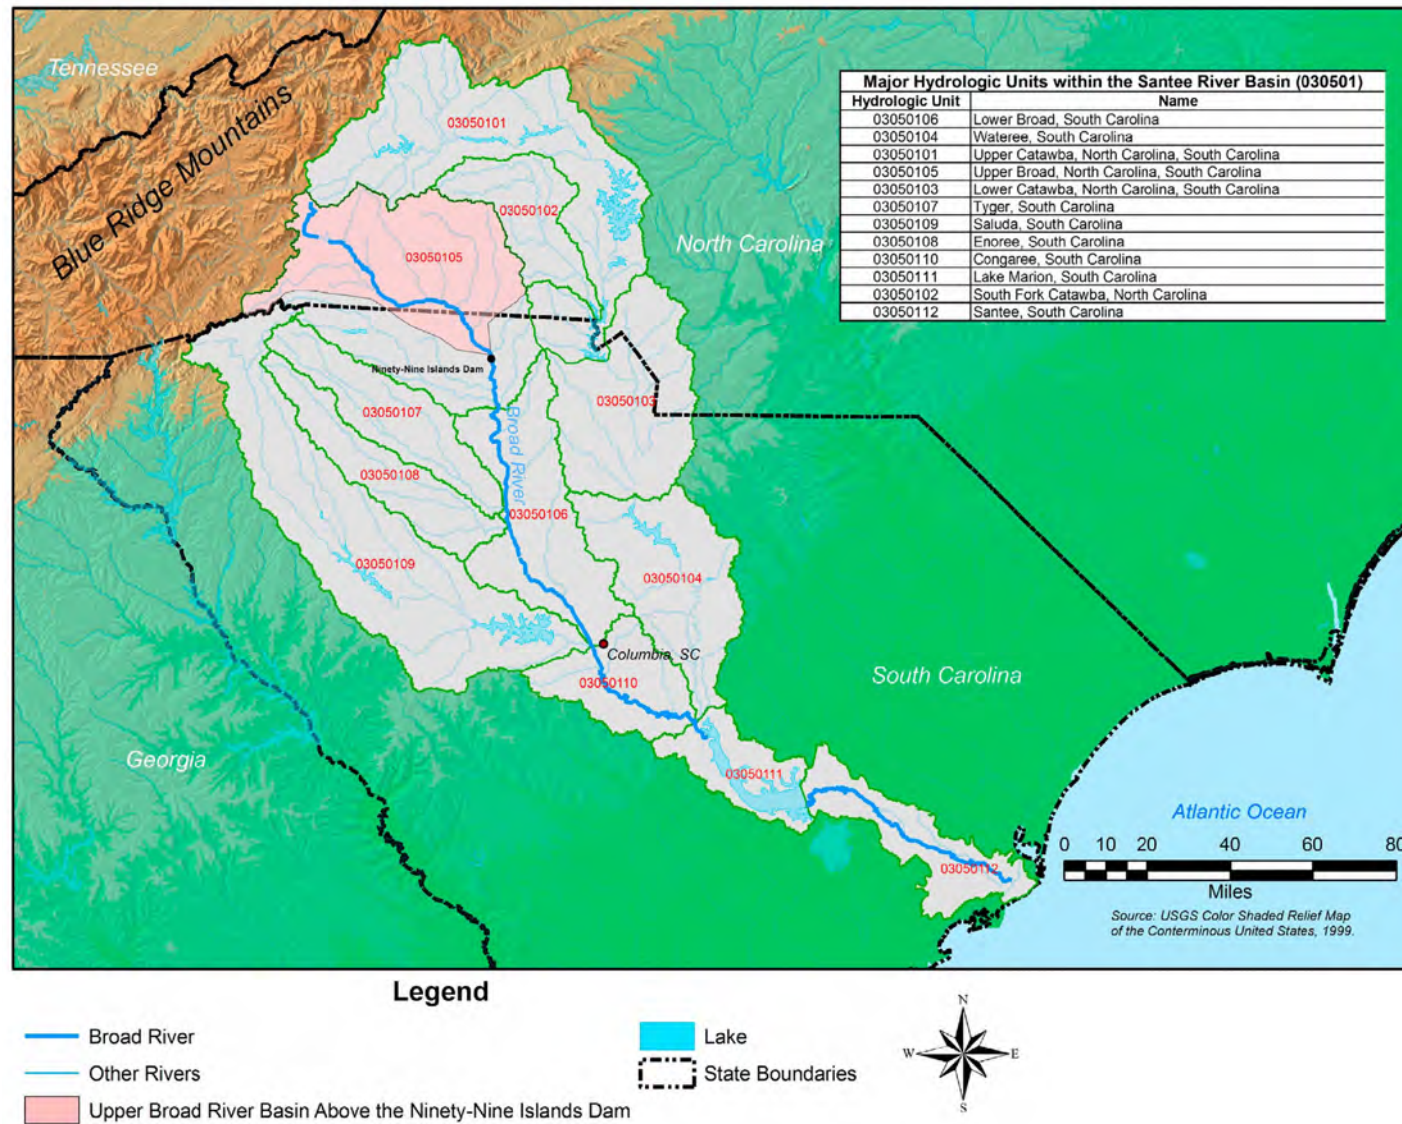 Tennessee
Blue Ridge Mountains
Major Hydrologic Units within the Santee River Basin (030501)
Hydrologic Unit Name
03050106 Lower Broad, South Carolina
03050104 Wateree, South Carolina
03050101 Upper Catawba, North Carolina, South Carolina
03050105 Upper Broad, North Carolina, South Carolina
03050103 Lower Catawba, North Carolina, South Carolina
03050107 Tyger, South Carolina
03050109 Saluda, South Carolina
03050108 Enoree, South Carolina
03050110 Congaree, South Carolina
03050111 Lake Marion, South Carolina
03050102 South Fork Catawba, North Carolina
03050112 Santee, South Carolina
03050101
03050102
North Carolina
03050105
Ninety-Nine Islands Dam
03050103
03050107
Broad River
03050108
03050106
03050109
03050104
Columbia, SC
03050110
South Carolina
Georgia
03050111
Atlantic Ocean
03050112
0 10 20 40 60 80
Miles
Source: USGS Color Shaded Relief Map
of the Conterminous United States, 1999.
Legend
Broad River
Other Rivers
Upper Broad River Basin Above the Ninety-Nine Islands Dam
Lake
State Boundaries
N
W E
S